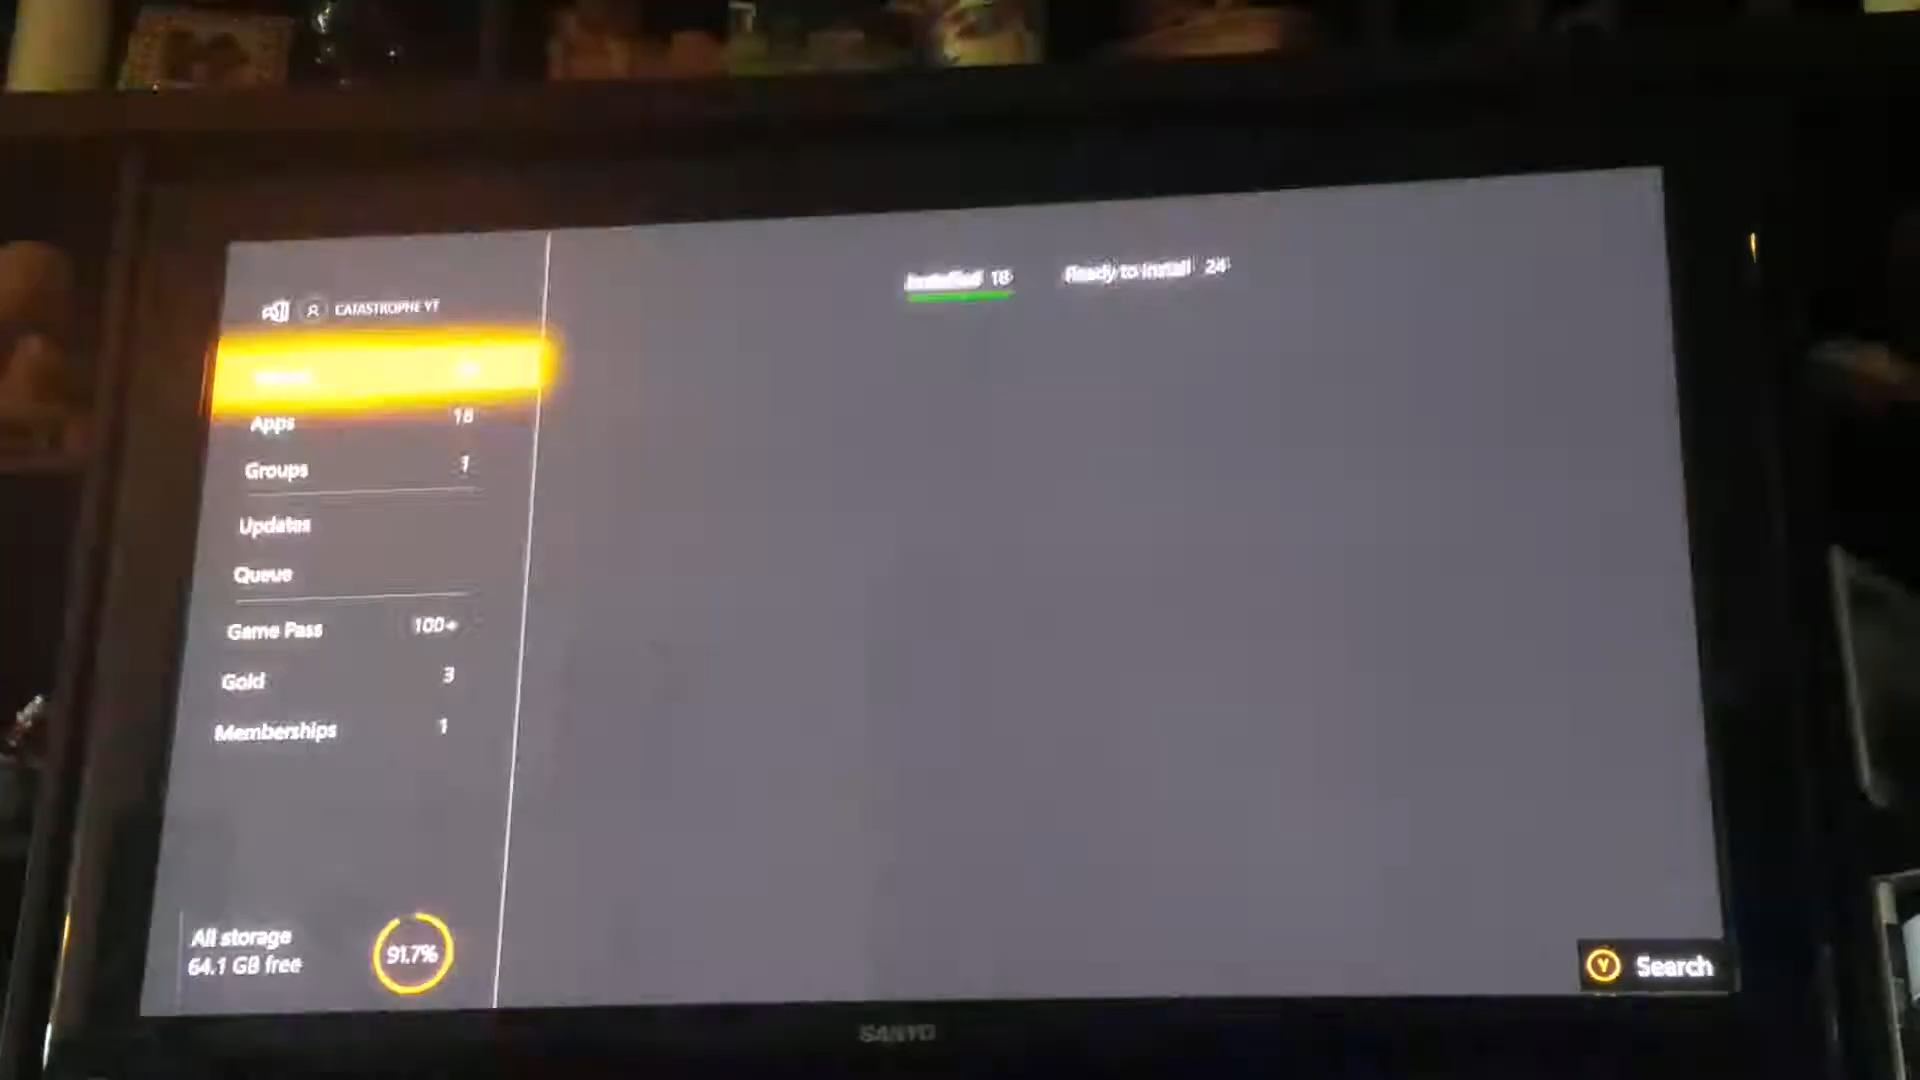 CATASTROPHE YT
Installed 18 Ready to install 24
Apps 18
Groups 1
Updates
Queue
Game Pass 100+
Gold 3
Memberships 1
All storage
64.1 GB free
91.7%
Y Search
SANYO